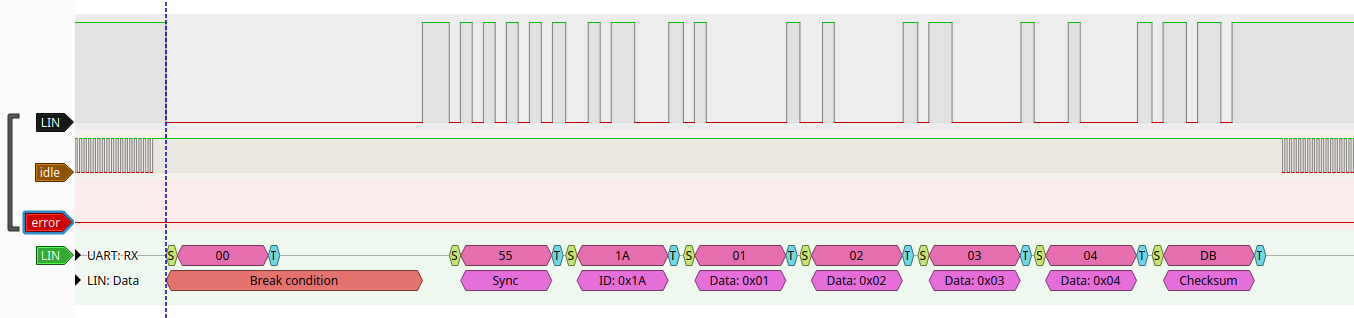 LIN
idle
error
LIN UART: RX S 00 T S 55 T S 1A T S 01 T S 02 T S 03 T S 04 T S DB T
LIN: Data Break condition Sync ID: 0x1A Data: 0x01 Data: 0x02 Data: 0x03 Data: 0x04 Checksum